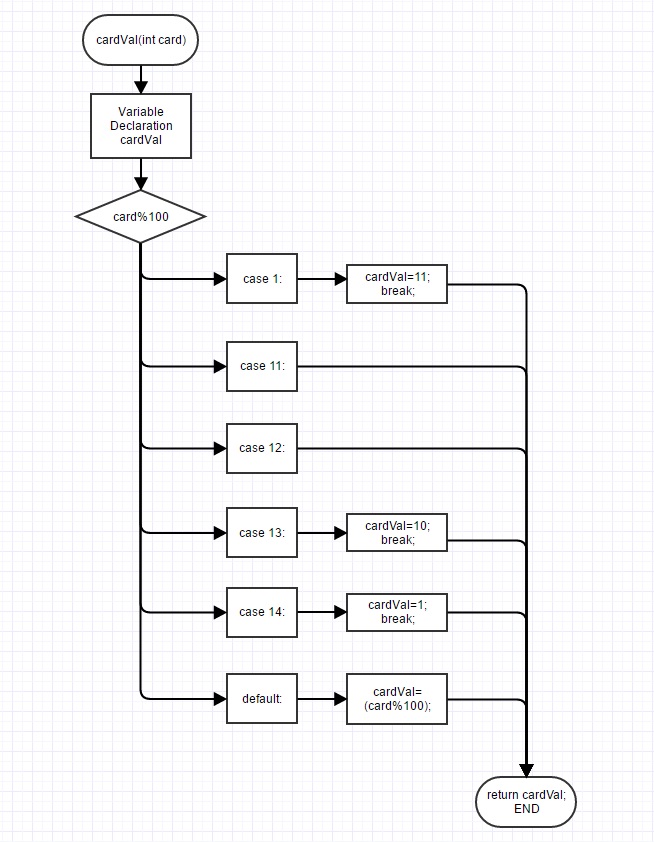 cardVal(int card)
Variable
Declaration
cardVal
card%100
case 1:
cardVal=11;
break;
case 11:
case 12:
case 13:
cardVal=10;
break;
case 14:
cardVal=1;
break;
default:
cardVal=
(card%100);
return cardVal;
END